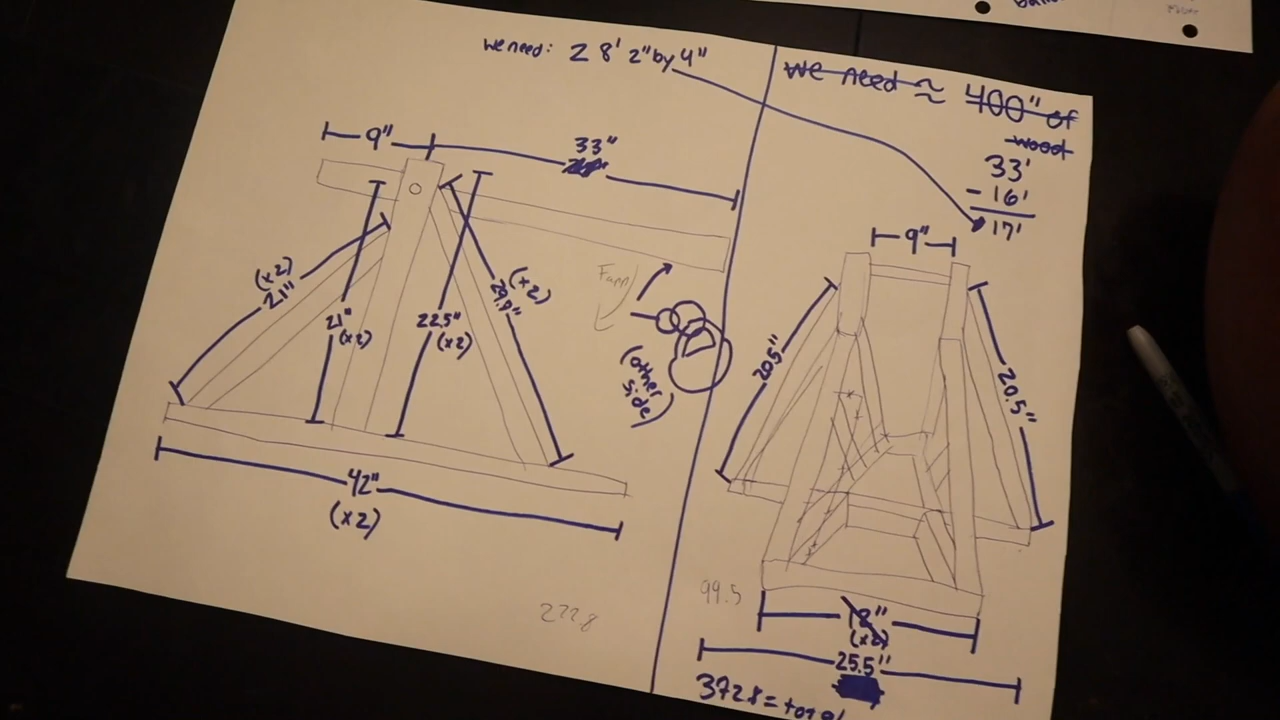 we need: 2 8' 2" by 4"
we need ≈ 400" of
wood
33'
- 16'
17'
9"
33"
9"
(x2)
21"
21"
(x2)
22.5"
(x2)
(x2)
(other
side)
20.5"
20.5"
42"
(x2)
272.8
99.5
(x2)
25.5"
372.8 = total